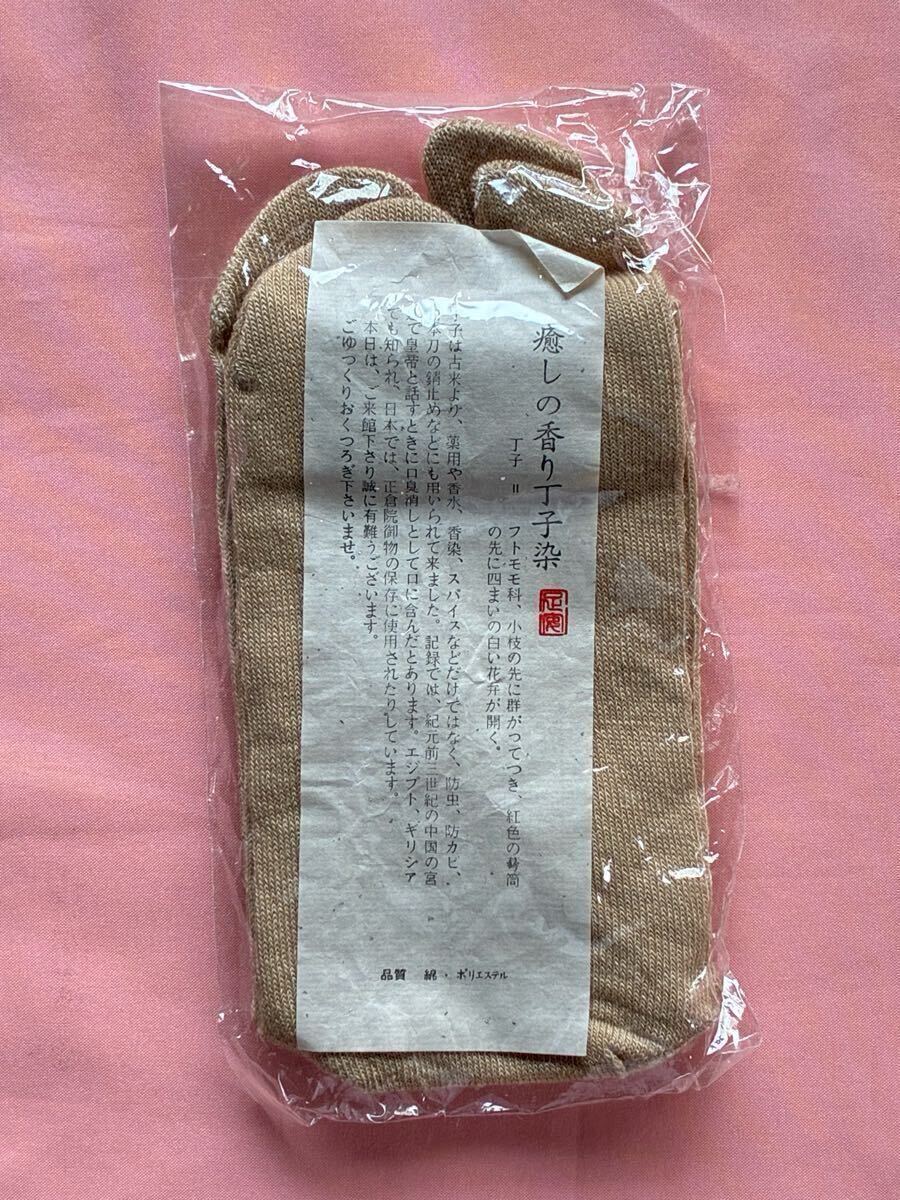 癒しの香り丁子染
足安
丁子 = フトモモ科、小枝の先に群がってつき、紅色の萼筒
の先に四まいの白い花弁が開く。
子は古来より、薬用や香水、香染、スパイスなどだけではなく、防虫、防カビ、
本刀の錆止めなどにも用いられて来ました。記録では、紀元前三世紀の中国の宮
で皇帝と話すときに口臭消しとして口に含んだとあります。エジプト、ギリシア
ても知られ、日本では、正倉院御物の保存に使用されたりしています。
本日は、ご来館下さり誠に有難うございます。
ごゆっくりおくつろぎ下さいませ。
品質 綿・ポリエステル